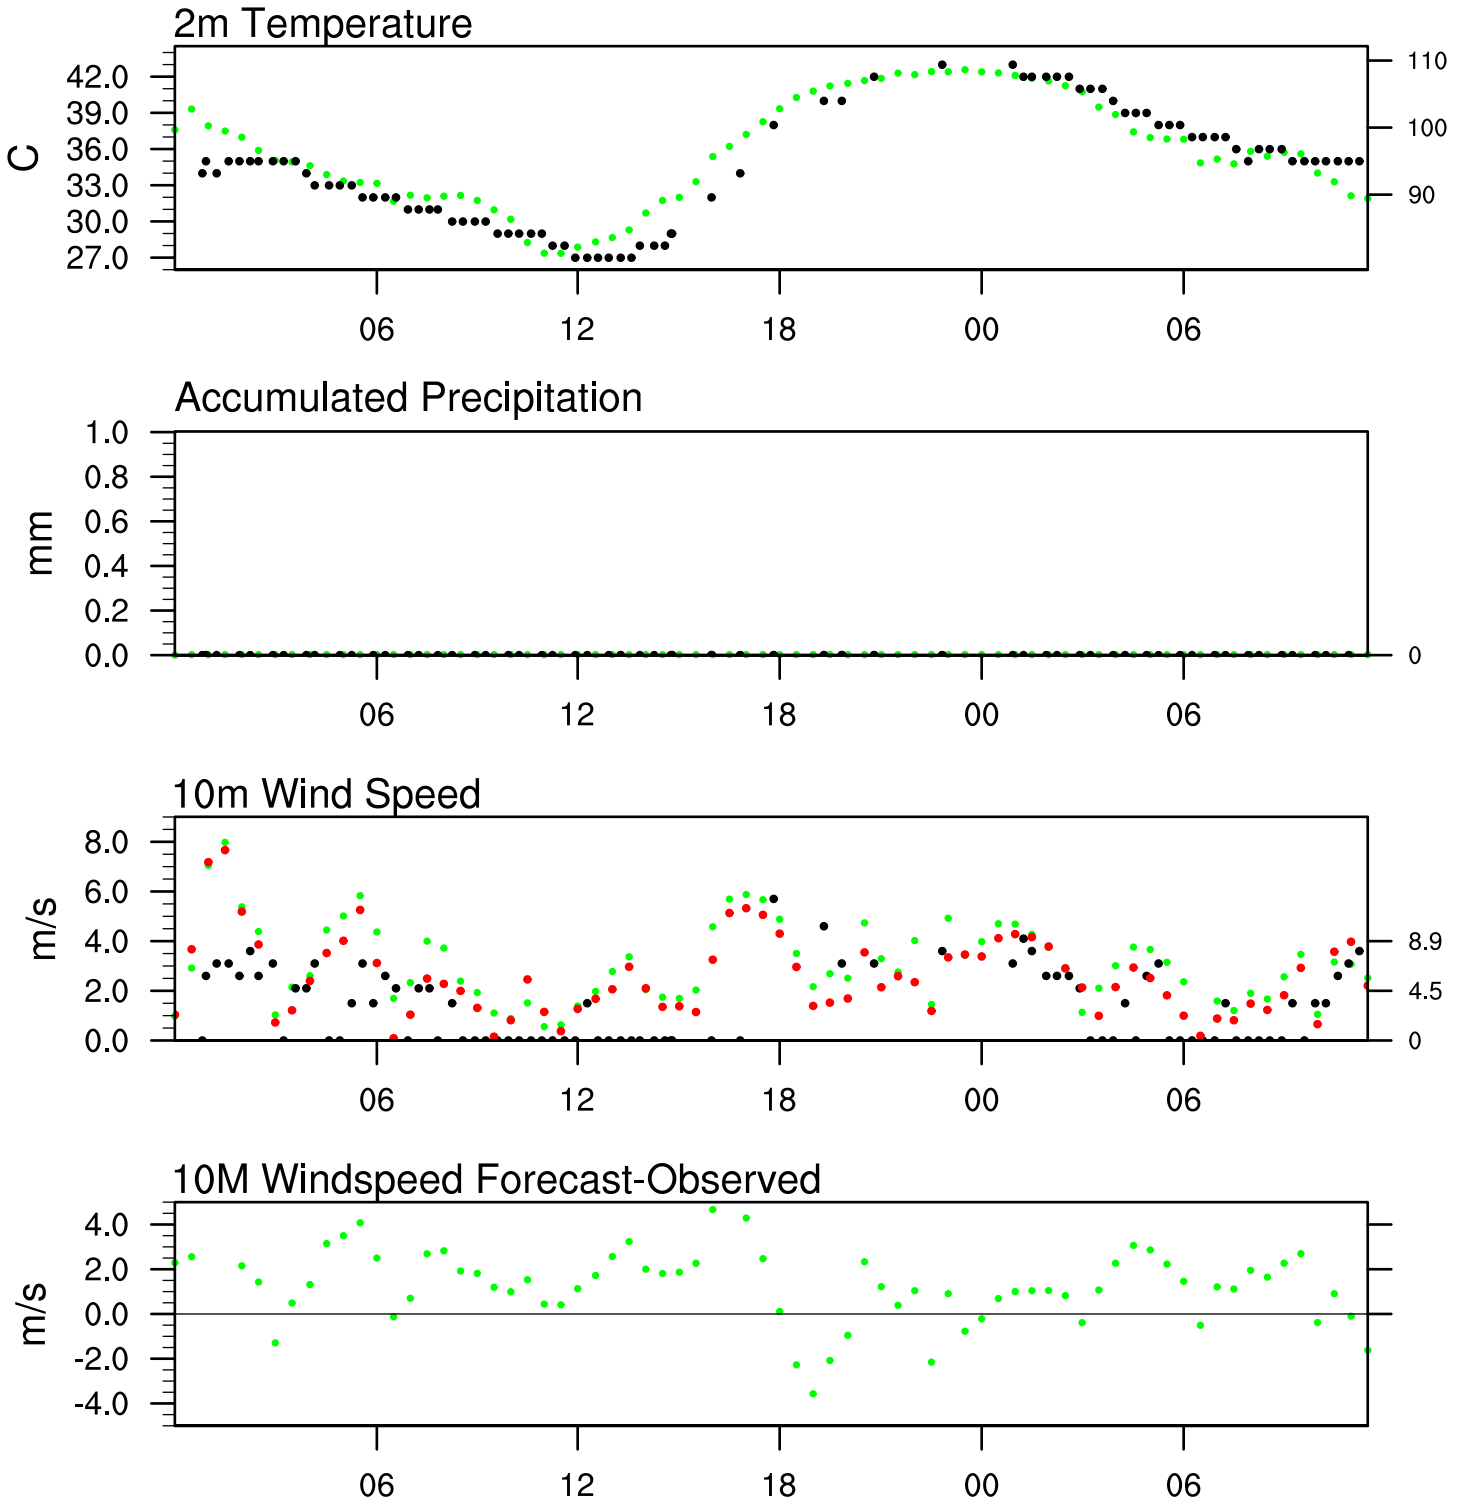 2m Temperature
42.0
39.0
36.0
33.0
30.0
27.0
C
110
100
90
06 12 18 00 06
Accumulated Precipitation
1.0
0.8
0.6
0.4
0.2
0.0
mm
0
06 12 18 00 06
10m Wind Speed
8.0
6.0
4.0
2.0
0.0
m/s
8.9
4.5
0
06 12 18 00 06
10M Windspeed Forecast-Observed
4.0
2.0
0.0
-2.0
-4.0
m/s
06 12 18 00 06